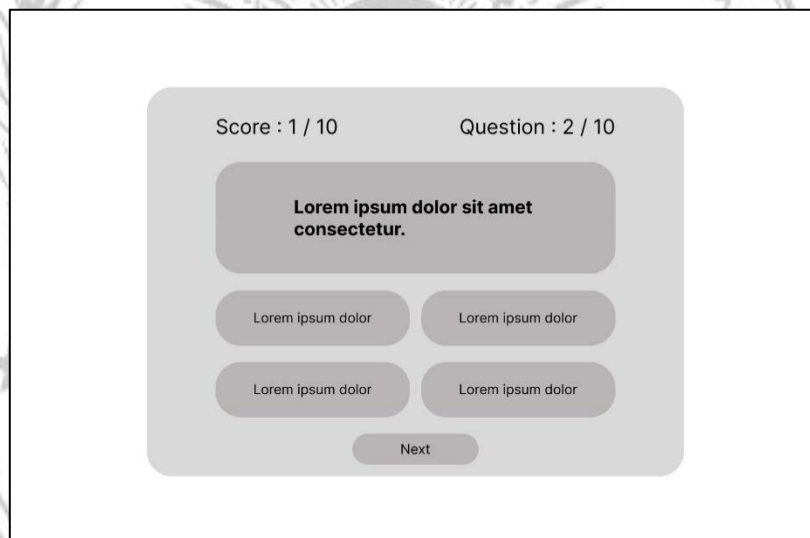 Score : 1 / 10
Question : 2 / 10
Lorem ipsum dolor sit amet
consectetur.
Lorem ipsum dolor
Lorem ipsum dolor
Lorem ipsum dolor
Lorem ipsum dolor
Next